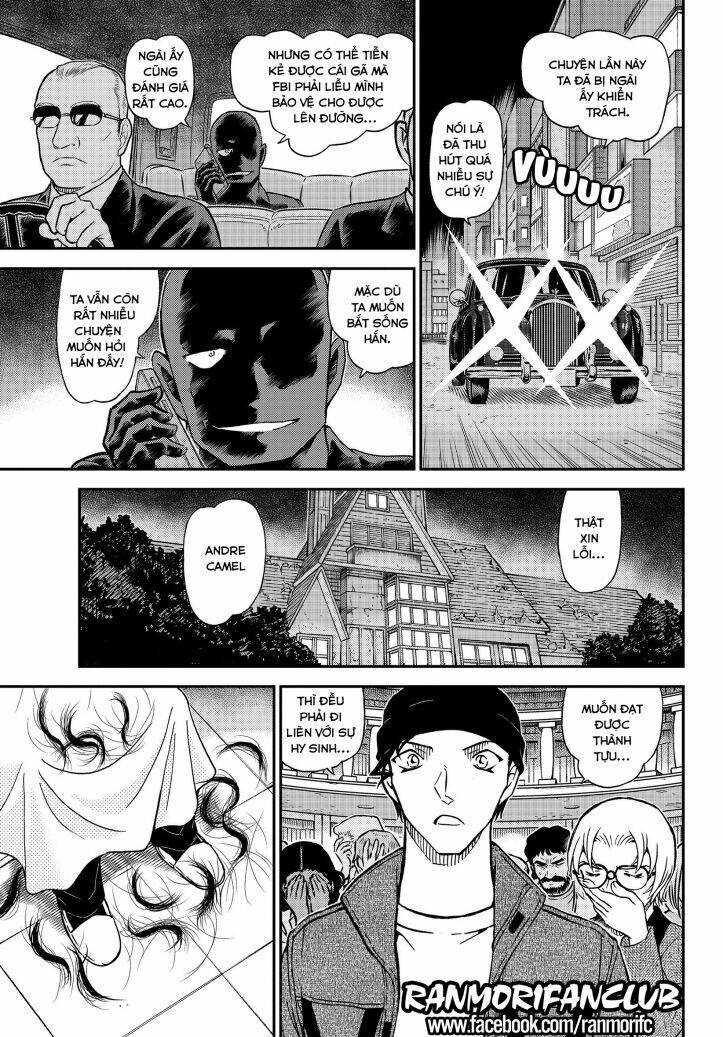 CHUYỆN LẦN NÀY
TA ĐÃ BỊ NGÀI
ẤY KHIỂN
TRÁCH.
NÓI LÀ
ĐÃ THU
HÚT QUÁ
NHIỀU SỰ
CHÚ Ý!
VÙUUU
NHƯNG CÓ THỂ TIỄN
KẺ ĐƯỢC CÁI GÃ MÀ
FBI PHẢI LIỀU MÌNH
BẢO VỆ CHO ĐƯỢC
LÊN ĐƯỜNG...
NGÀI ẤY
CŨNG
ĐÁNH GIÁ
RẤT CAO.
MẶC DÙ
TA MUỐN
BẮT SỐNG
HẮN.
TA VẪN CÒN
RẤT NHIỀU
CHUYỆN
MUỐN HỎI
HẮN ĐẤY!
THẬT
XIN
LỖI...
ANDRE
CAMEL
MUỐN ĐẠT
ĐƯỢC
THÀNH
TỰU...
THÌ ĐỀU
PHẢI ĐI
LIỀN VỚI SỰ
HY SINH...
RANMORIFANCLUB
www.facebook.com/ranmorifc